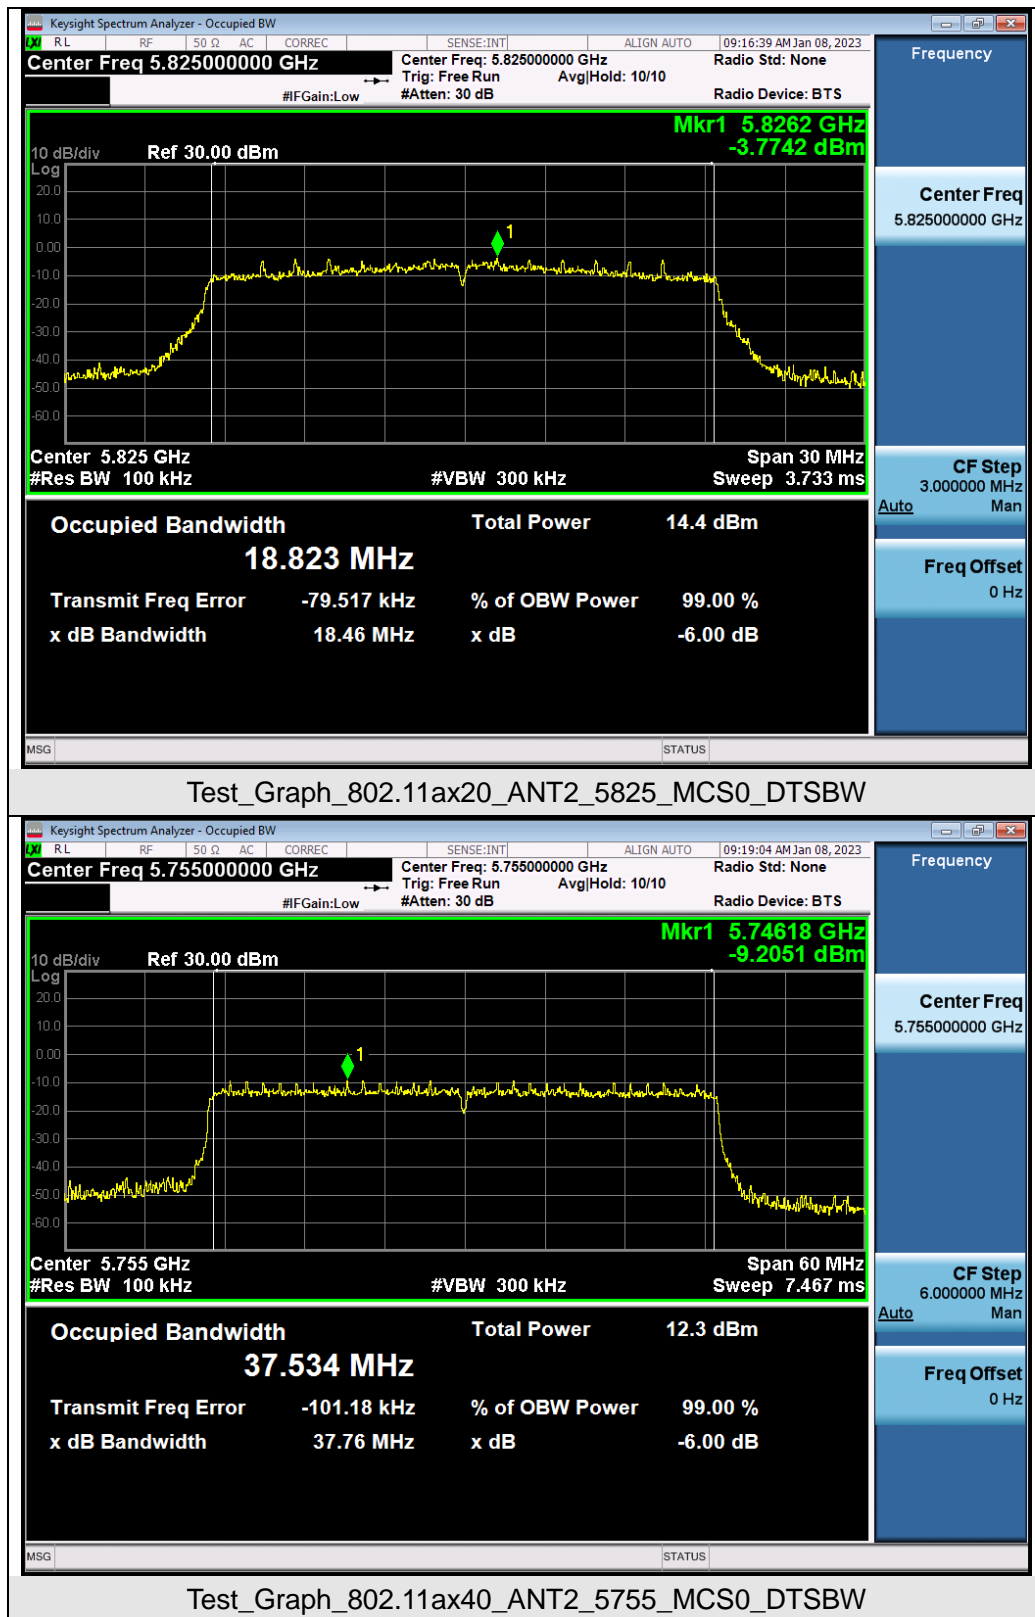 Keysight Spectrum Analyzer - Occupied BW
LXI RL RF 50 Ω AC CORREC SENSE:INT ALIGN AUTO 09:16:39 AM Jan 08, 2023
Center Freq 5.825000000 GHz
Center Freq: 5.825000000 GHz Radio Std: None
Trig: Free Run Avg|Hold: 10/10
#IFGain:Low #Atten: 30 dB Radio Device: BTS
Frequency
Mkr1 5.8262 GHz
-3.7742 dBm
10 dB/div Ref 30.00 dBm
Log
20.0
10.0
0.00
-10.0
-20.0
-30.0
-40.0
-50.0
-60.0
1
Center 5.825 GHz Span 30 MHz
#Res BW 100 kHz #VBW 300 kHz Sweep 3.733 ms
Center Freq
5.825000000 GHz
CF Step
3.000000 MHz
Auto Man
Freq Offset
0 Hz
Occupied Bandwidth Total Power 14.4 dBm
18.823 MHz
Transmit Freq Error -79.517 kHz % of OBW Power 99.00 %
x dB Bandwidth 18.46 MHz x dB -6.00 dB
MSG STATUS
Test_Graph_802.11ax20_ANT2_5825_MCS0_DTSBW
Keysight Spectrum Analyzer - Occupied BW
LXI RL RF 50 Ω AC CORREC SENSE:INT ALIGN AUTO 09:19:04 AM Jan 08, 2023
Center Freq 5.755000000 GHz
Center Freq: 5.755000000 GHz Radio Std: None
Trig: Free Run Avg|Hold: 10/10
#IFGain:Low #Atten: 30 dB Radio Device: BTS
Frequency
Mkr1 5.74618 GHz
-9.2051 dBm
10 dB/div Ref 30.00 dBm
Log
20.0
10.0
0.00
-10.0
-20.0
-30.0
-40.0
-50.0
-60.0
1
Center 5.755 GHz Span 60 MHz
#Res BW 100 kHz #VBW 300 kHz Sweep 7.467 ms
Center Freq
5.755000000 GHz
CF Step
6.000000 MHz
Auto Man
Freq Offset
0 Hz
Occupied Bandwidth Total Power 12.3 dBm
37.534 MHz
Transmit Freq Error -101.18 kHz % of OBW Power 99.00 %
x dB Bandwidth 37.76 MHz x dB -6.00 dB
MSG STATUS
Test_Graph_802.11ax40_ANT2_5755_MCS0_DTSBW